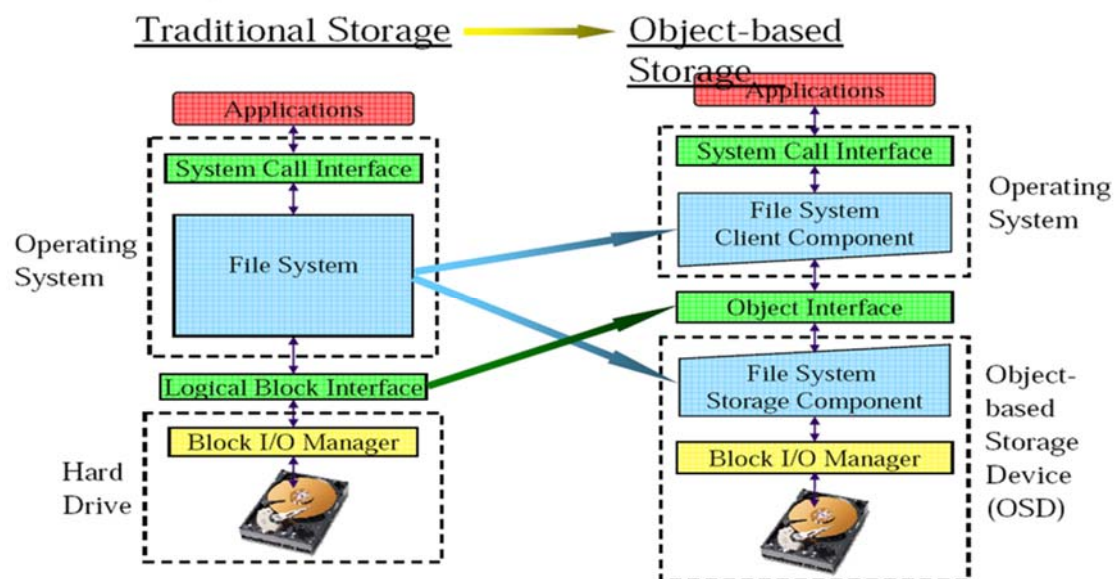 Traditional Storage
Object-based
Storage
Applications
System Call Interface
File System
Operating
System
Logical Block Interface
Block I/O Manager
Hard
Drive
Applications
System Call Interface
File System
Client Component
Operating
System
Object Interface
File System
Storage Component
Block I/O Manager
Object-
based
Storage
Device
(OSD)